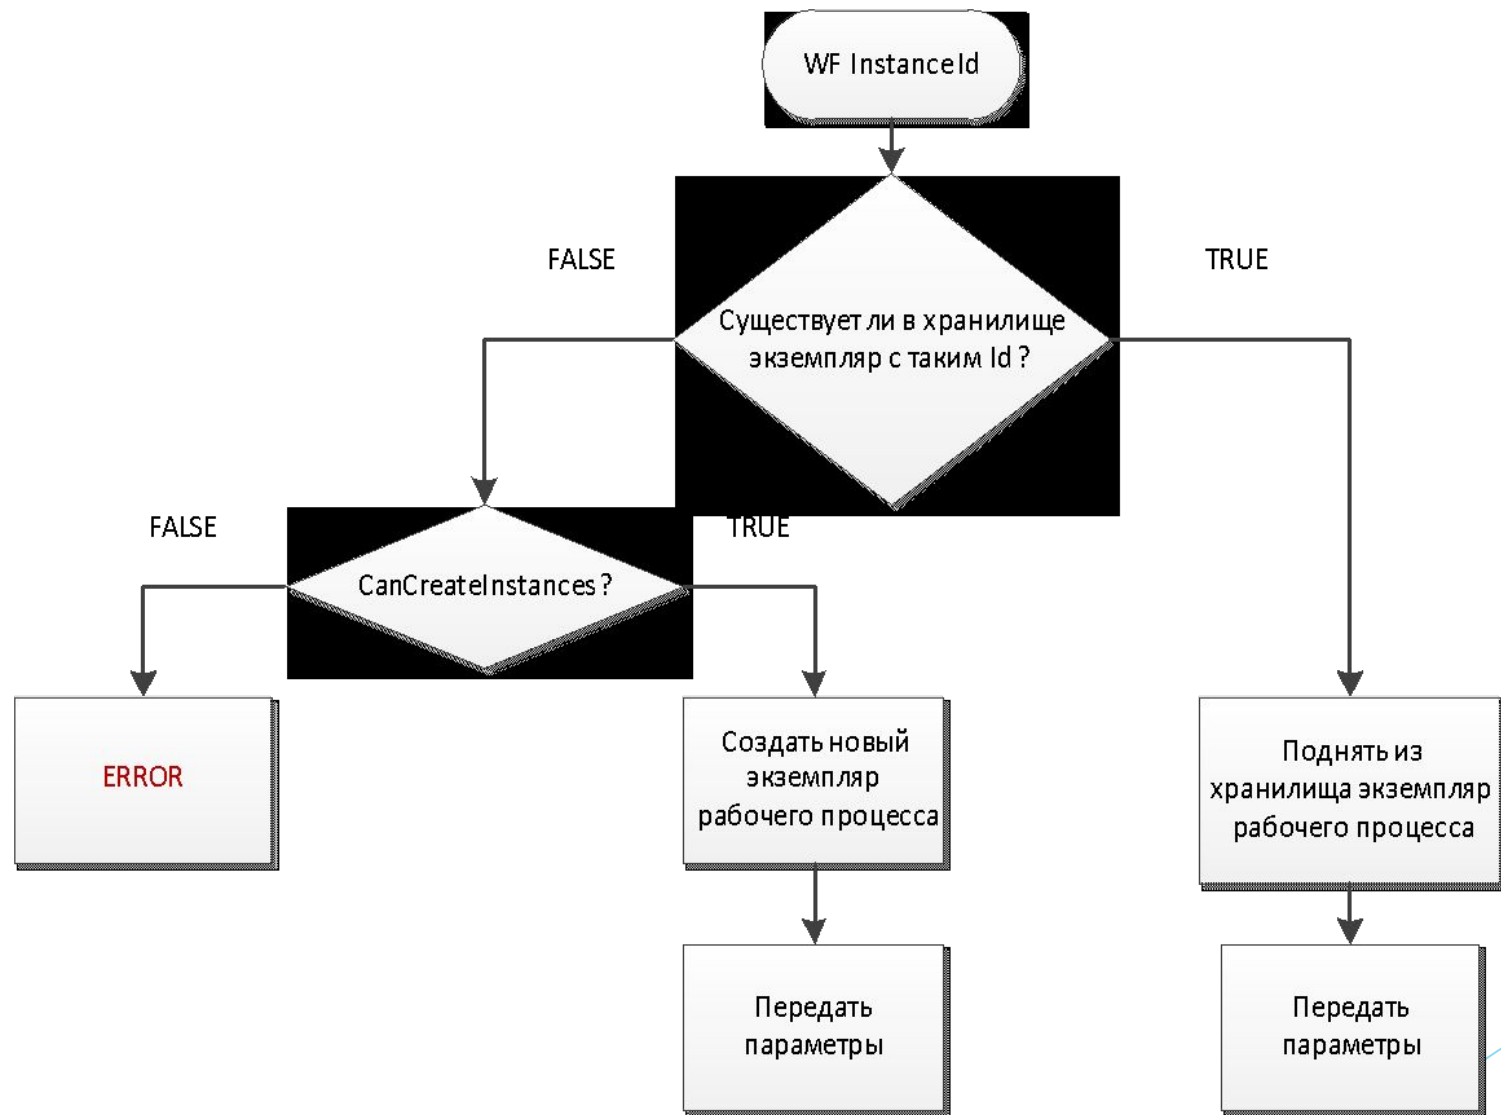 WF InstanceId
FALSE
TRUE
Существует ли в хранилище
экземпляр с таким Id ?
FALSE
TRUE
CanCreateInstances ?
ERROR
Создать новый
экземпляр
рабочего процесса
Поднять из
хранилища экземпляр
рабочего процесса
Передать
параметры
Передать
параметры